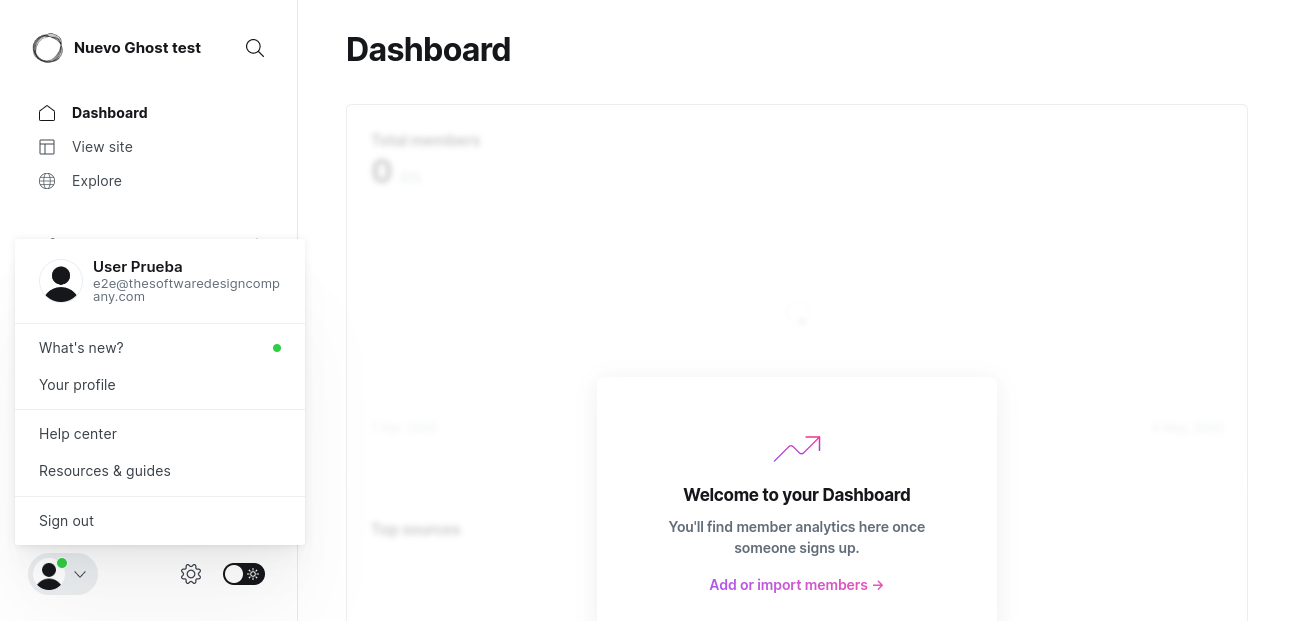 Nuevo Ghost test
Dashboard
View site
Explore
User Prueba
e2e@thesoftwaredesigncomp
any.com
What's new?
Your profile
Help center
Resources & guides
Sign out
Dashboard
Total members
0
Top sources
Welcome to your Dashboard
You'll find member analytics here once
someone signs up.
Add or import members →